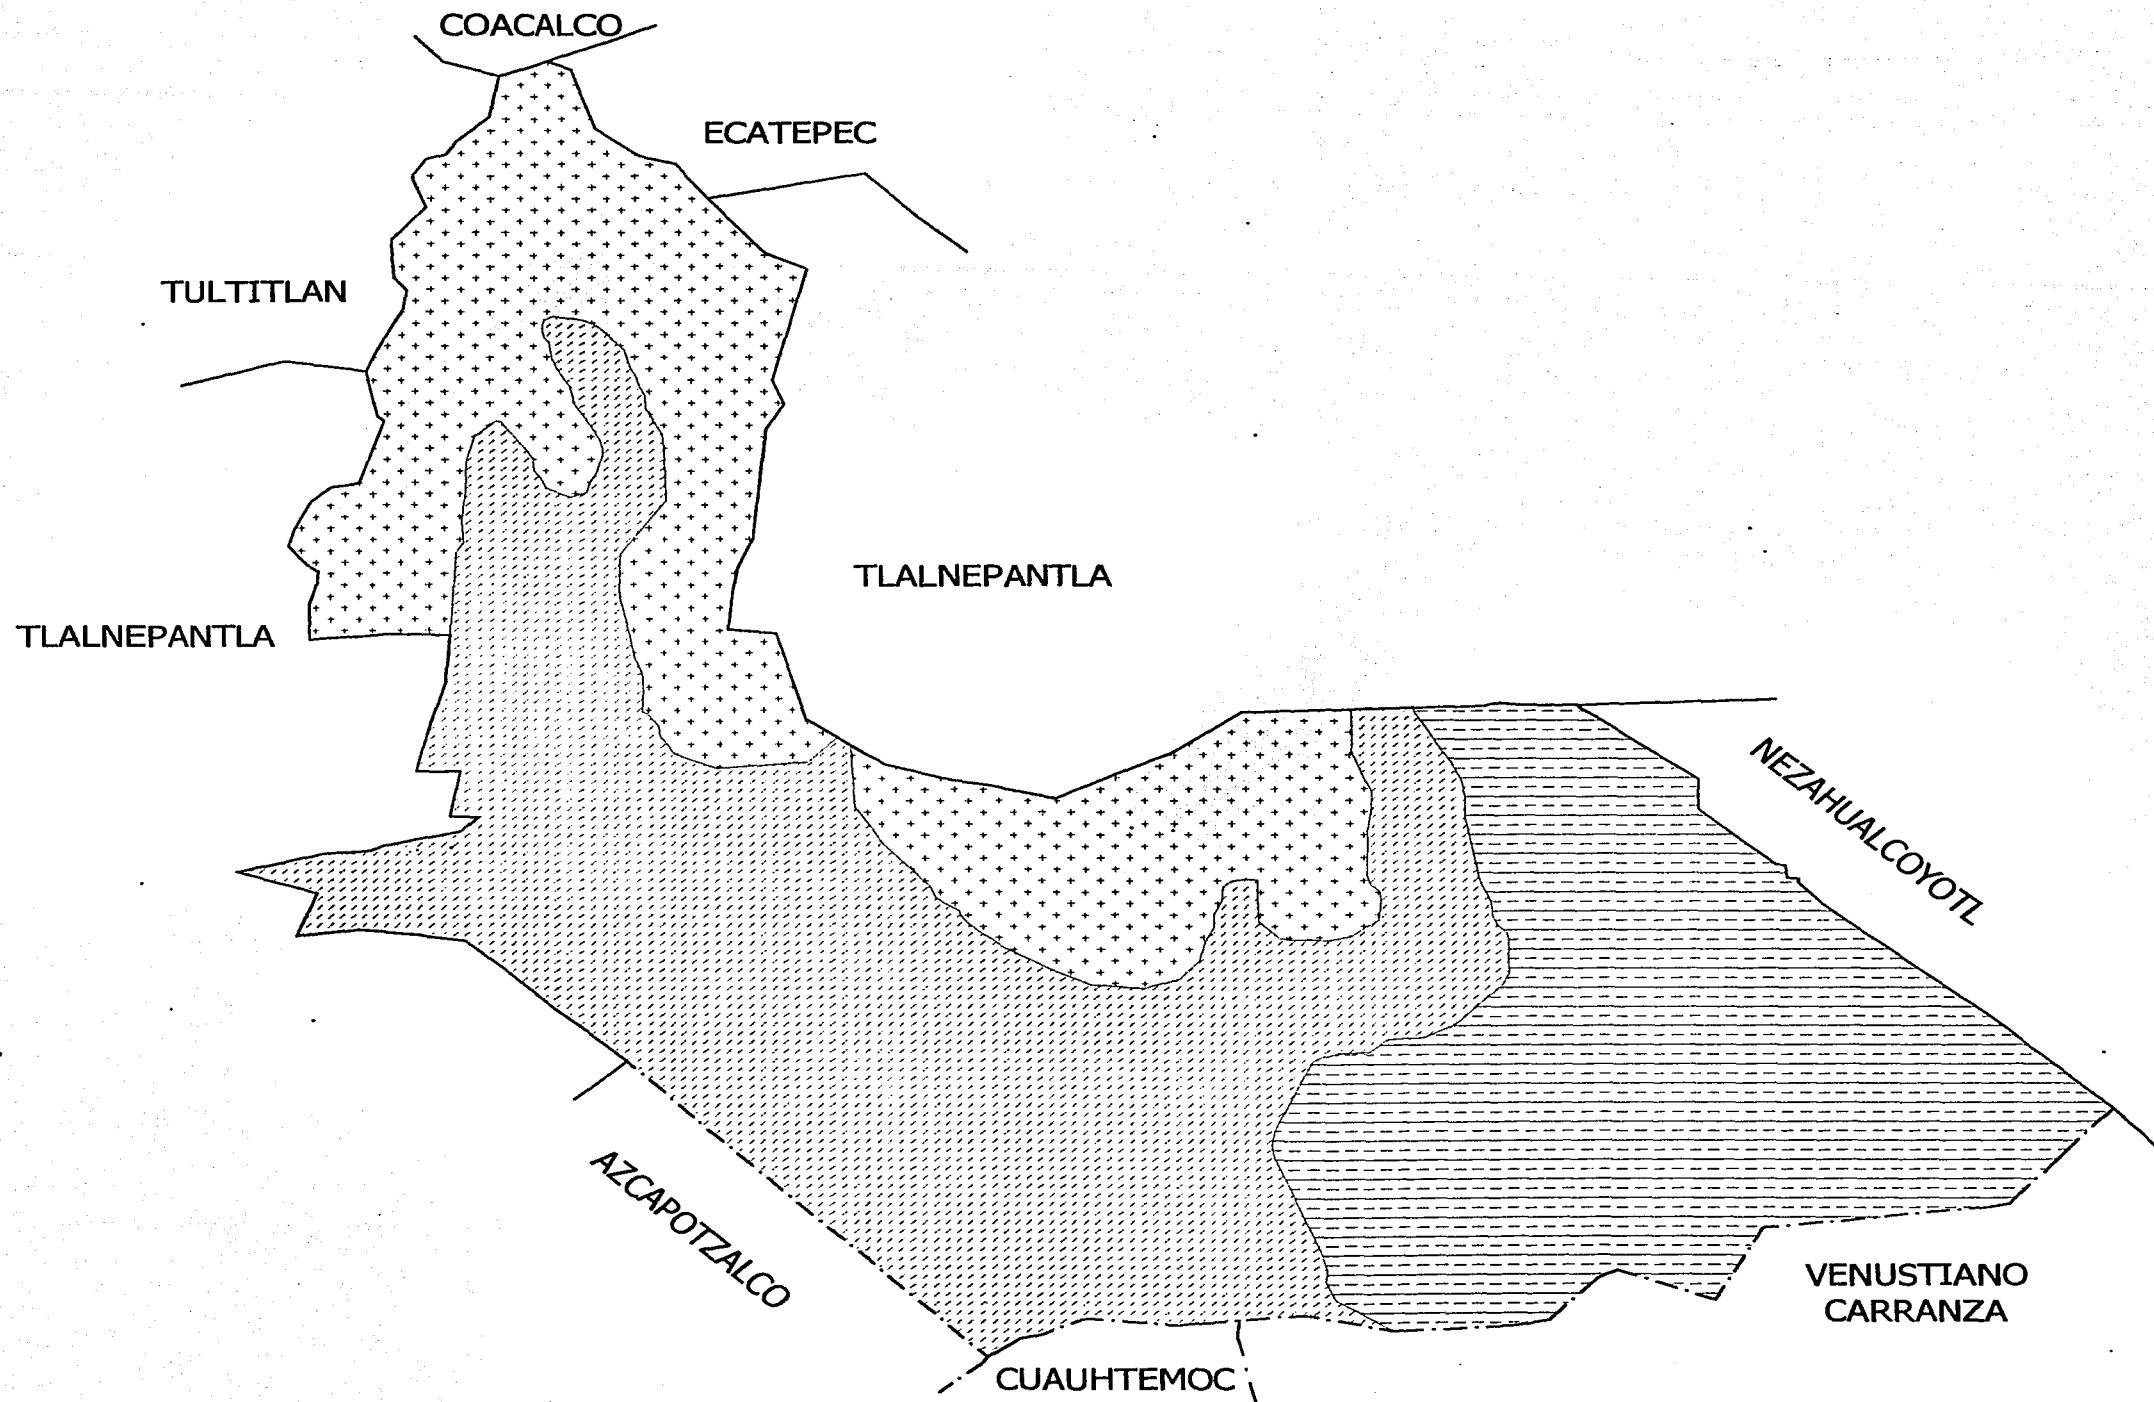 COACALCO
ECATEPEC
TULTITLAN
TLALNEPANTLA
TLALNEPANTLA
NEZAHUALCOYOTL
AZCAPOTZALCO
VENUSTIANO
CARRANZA
CUAUHTEMOC